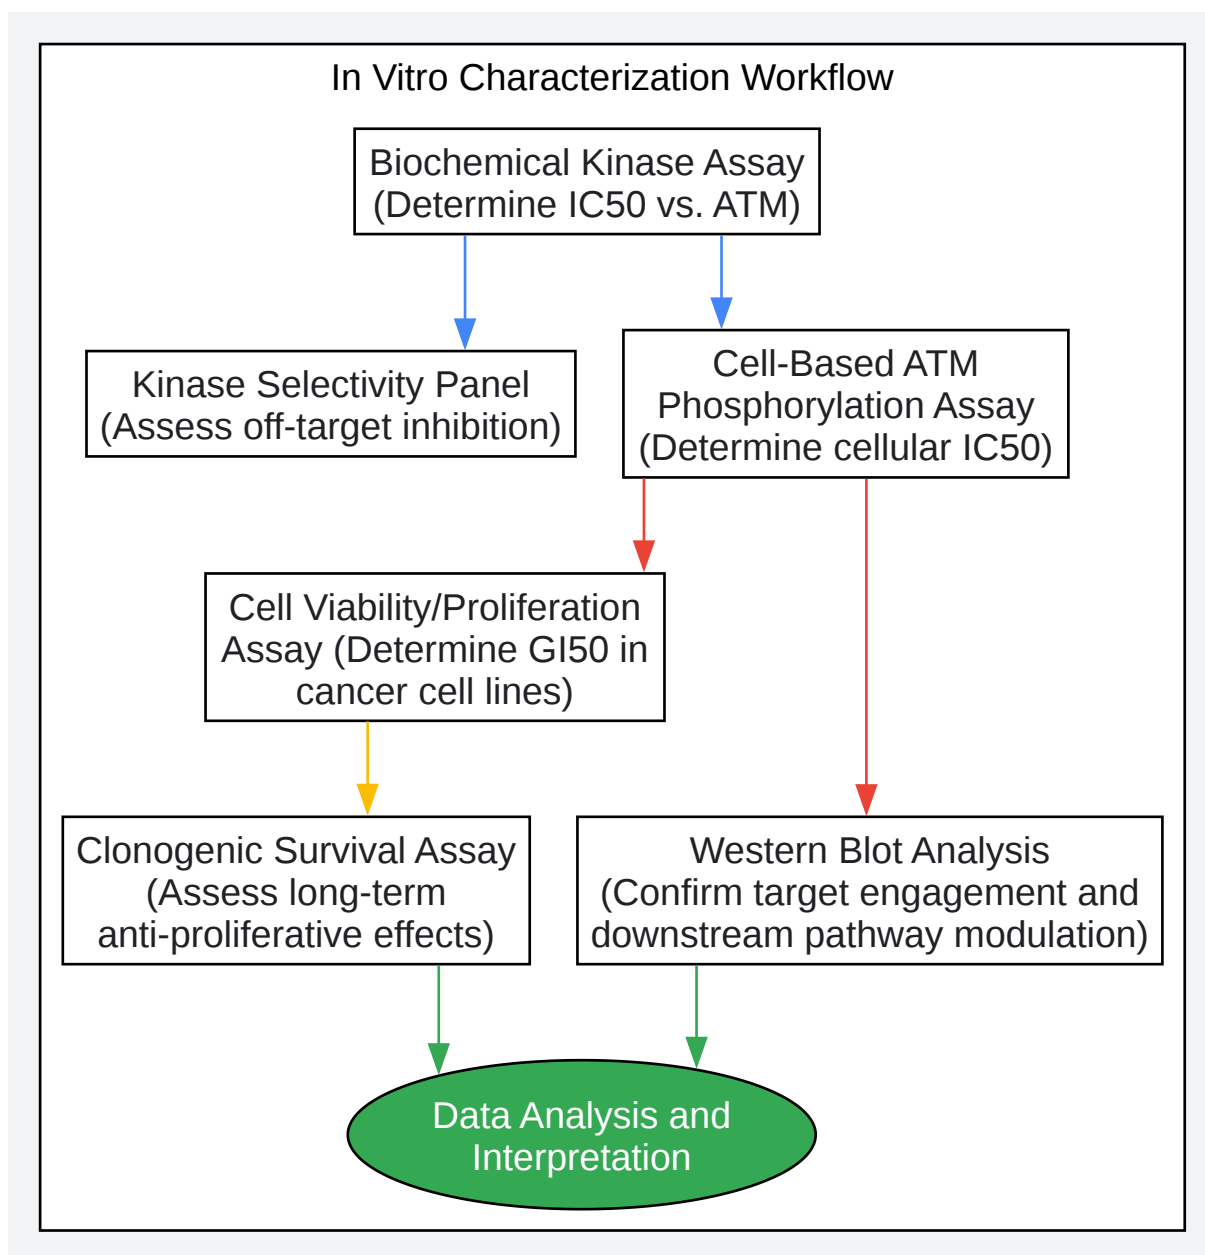 In Vitro Characterization Workflow
Biochemical Kinase Assay
(Determine IC50 vs. ATM)
Kinase Selectivity Panel
(Assess off-target inhibition)
Cell-Based ATM
Phosphorylation Assay
(Determine cellular IC50)
Cell Viability/Proliferation
Assay (Determine GI50 in
cancer cell lines)
Clonogenic Survival Assay
(Assess long-term
anti-proliferative effects)
Western Blot Analysis
(Confirm target engagement and
downstream pathway modulation)
Data Analysis and
Interpretation